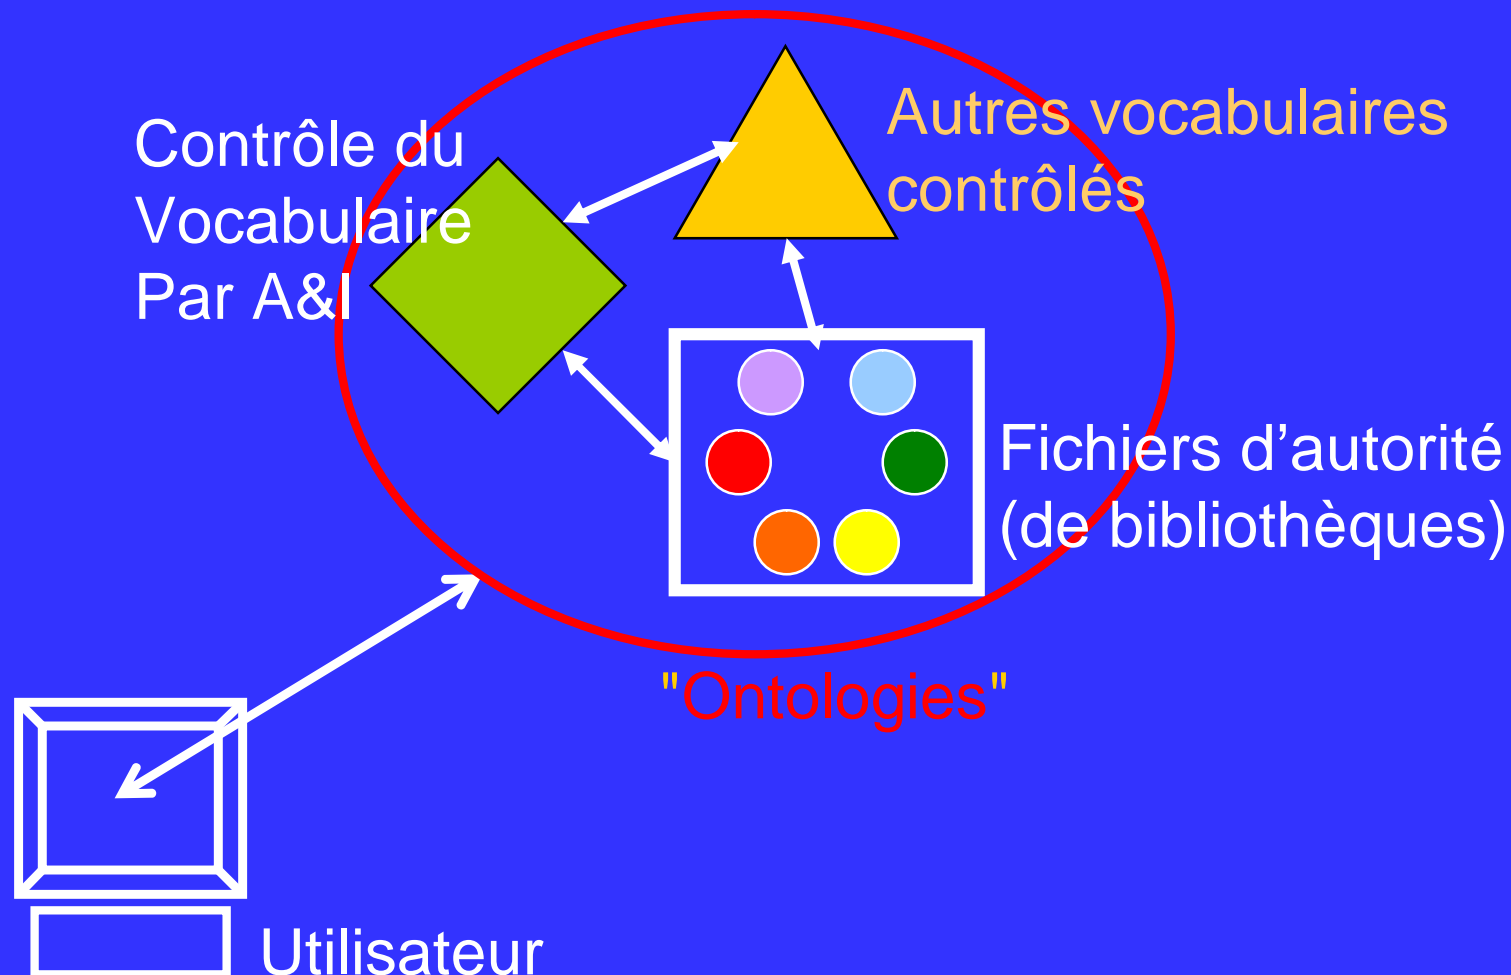 Contrôle du
Vocabulaire
Par A&I
Autres vocabulaires
contrôlés
Fichiers d’autorité
(de bibliothèques)
"Ontologies"
Utilisateur